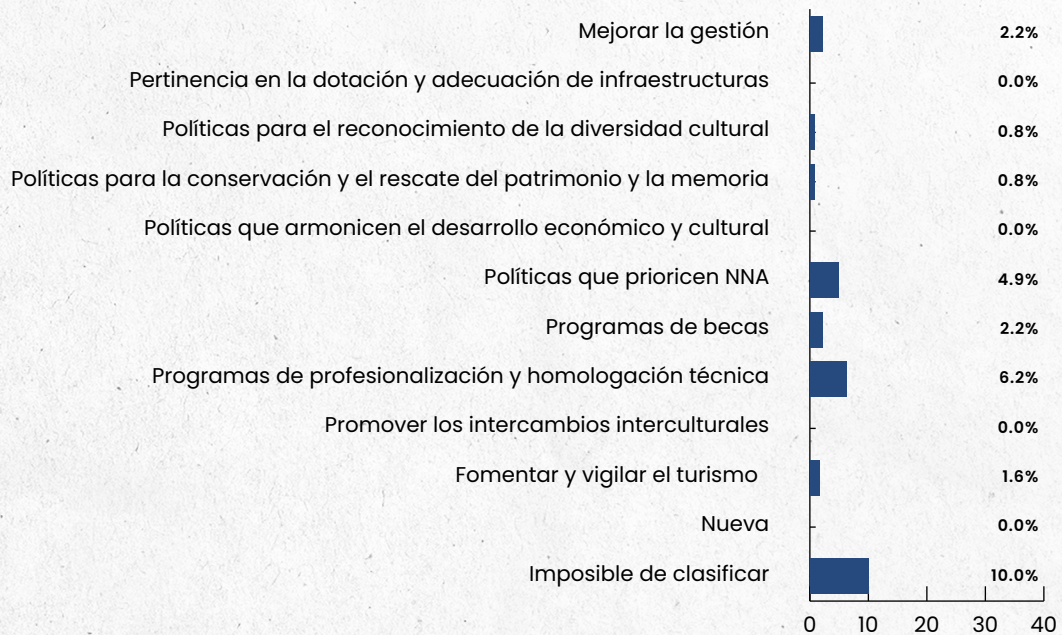 Mejorar la gestión 2.2%
Pertinencia en la dotación y adecuación de infraestructuras 0.0%
Políticas para el reconocimiento de la diversidad cultural 0.8%
Políticas para la conservación y el rescate del patrimonio y la memoria 0.8%
Políticas que armonicen el desarrollo económico y cultural 0.0%
Políticas que prioricen NNA 4.9%
Programas de becas 2.2%
Programas de profesionalización y homologación técnica 6.2%
Promover los intercambios interculturales 0.0%
Fomentar y vigilar el turismo 1.6%
Nueva 0.0%
Imposible de clasificar 10.0%
0 10 20 30 40